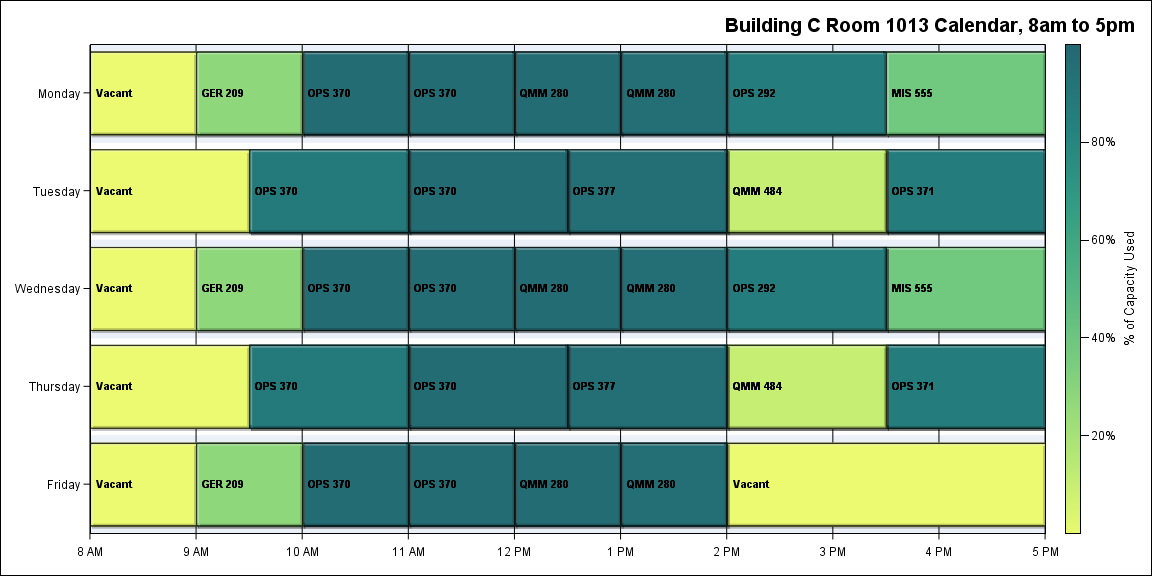 Building C Room 1013 Calendar, 8am to 5pm
Monday
Vacant
GER 209
OPS 370
OPS 370
QMM 280
QMM 280
OPS 292
MIS 555
Tuesday
Vacant
OPS 370
OPS 370
OPS 377
QMM 484
OPS 371
Wednesday
Vacant
GER 209
OPS 370
OPS 370
QMM 280
QMM 280
OPS 292
MIS 555
Thursday
Vacant
OPS 370
OPS 370
OPS 377
QMM 484
OPS 371
Friday
Vacant
GER 209
OPS 370
OPS 370
QMM 280
QMM 280
Vacant
8 AM
9 AM
10 AM
11 AM
12 PM
1 PM
2 PM
3 PM
4 PM
5 PM
80%
60%
40%
20%
% of Capacity Used